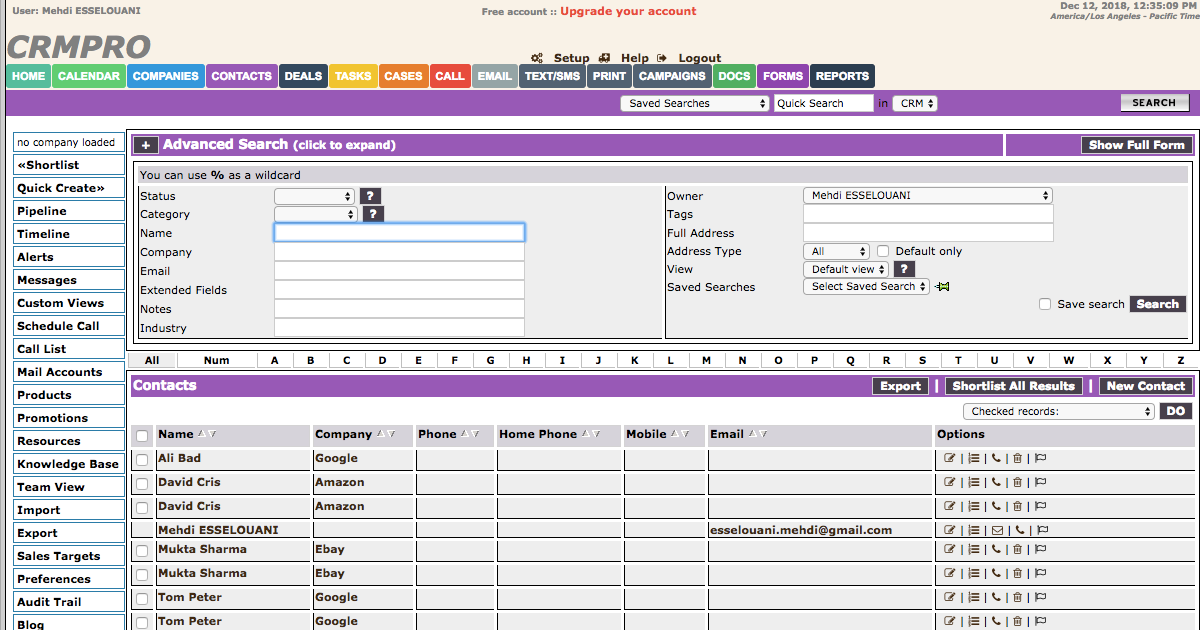 User: Mehdi ESSELOUANI
Free account :: Upgrade your account
Dec 12, 2018, 12:35:09 PM
America/Los Angeles - Pacific Time
CRMPRO
Setup Help Logout
HOME CALENDAR COMPANIES CONTACTS DEALS TASKS CASES CALL EMAIL TEXT/SMS PRINT CAMPAIGNS DOCS FORMS REPORTS
Saved Searches Quick Search in CRM SEARCH
no company loaded
«Shortlist
Quick Create»
Pipeline
Timeline
Alerts
Messages
Custom Views
Schedule Call
Call List
Mail Accounts
Products
Promotions
Resources
Knowledge Base
Team View
Import
Export
Sales Targets
Preferences
Audit Trail
Blog
+ Advanced Search (click to expand) Show Full Form
You can use % as a wildcard
Status ?
Category ?
Name
Company
Email
Extended Fields
Notes
Industry
Owner Mehdi ESSELOUANI
Tags
Full Address
Address Type All Default only
View Default view ?
Saved Searches Select Saved Search
Save search Search
All Num A B C D E F G H I J K L M N O P Q R S T U V W X Y Z
Contacts Export | Shortlist All Results | New Contact
Checked records: DO
Name Company Phone Home Phone Mobile Email Options
Ali Bad Google | | | |
David Cris Amazon | | | |
David Cris Amazon | | | |
Mehdi ESSELOUANI esselouani.mehdi@gmail.com | | | |
Mukta Sharma Ebay | | | |
Mukta Sharma Ebay | | | |
Tom Peter Google | | | |
Tom Peter Google | | | |